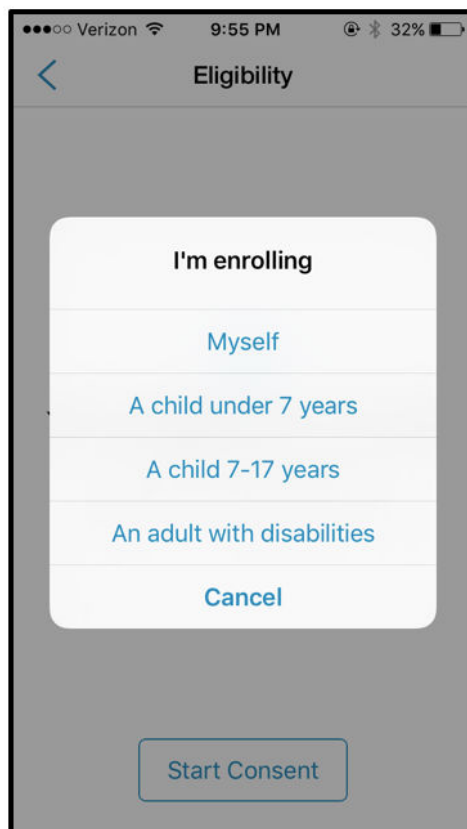 Verizon 9:55 PM 32%
Eligibility
I'm enrolling
Myself
A child under 7 years
A child 7-17 years
An adult with disabilities
Cancel
Start Consent